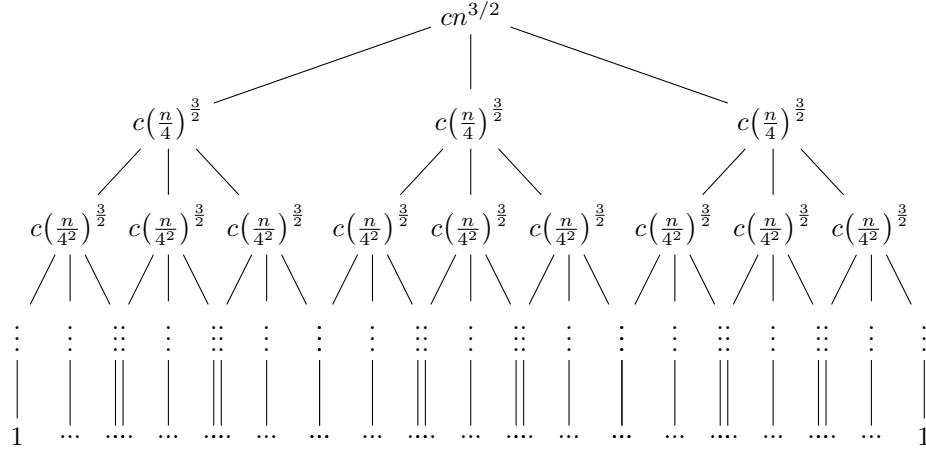 cn^{3/2}
c(n/4)^{3/2} c(n/4)^{3/2} c(n/4)^{3/2}
c(n/4^2)^{3/2} c(n/4^2)^{3/2} c(n/4^2)^{3/2} c(n/4^2)^{3/2} c(n/4^2)^{3/2} c(n/4^2)^{3/2} c(n/4^2)^{3/2} c(n/4^2)^{3/2} c(n/4^2)^{3/2}
⋮ ⋮ ⋮⋮ ⋮ ⋮⋮ ⋮ ⋮ ⋮ ⋮⋮ ⋮ ⋮⋮ ⋮ ⋮ ⋮ ⋮⋮ ⋮ ⋮⋮ ⋮ ⋮
1 ... .... ... .... ... ... ... .... ... .... ... ... ... .... ... .... ... 1